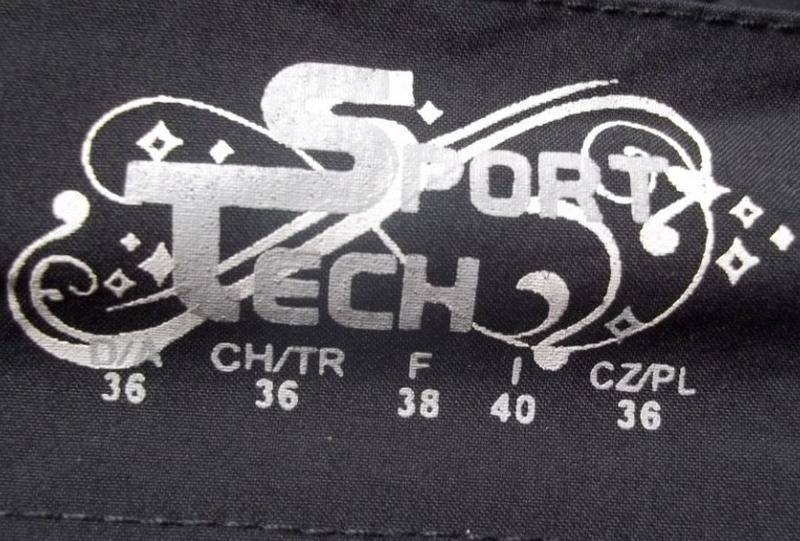 SPORT
TECH
D/A CH/TR F I CZ/PL
36 36 38 40 36